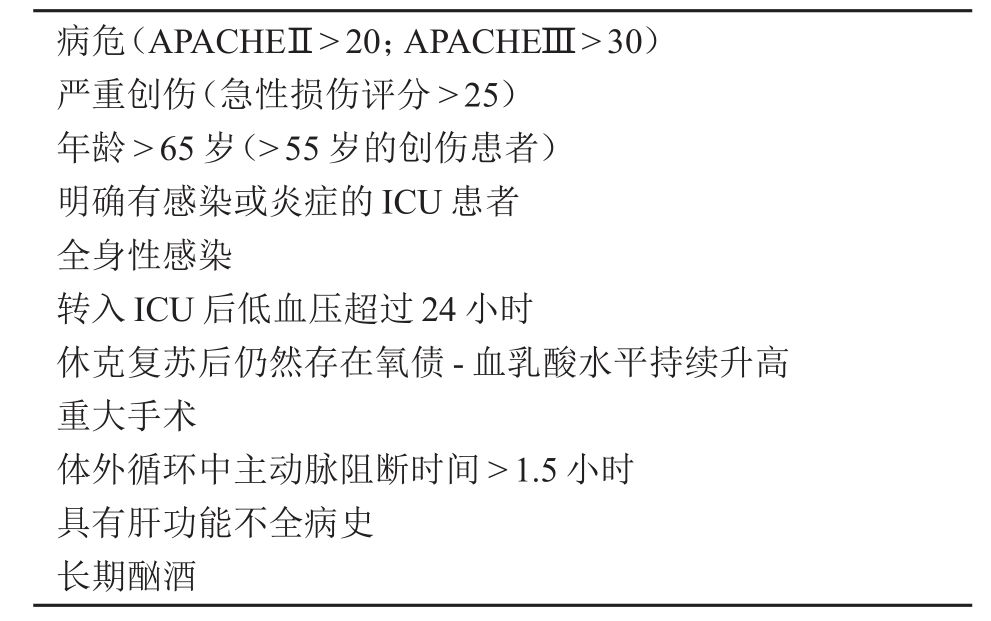 病危（APACHEⅡ > 20; APACHEⅢ > 30）
严重创伤（急性损伤评分 > 25）
年龄 > 65 岁（> 55 岁的创伤患者）
明确有感染或炎症的 ICU 患者
全身性感染
转入 ICU 后低血压超过 24 小时
休克复苏后仍然存在氧债 - 血乳酸水平持续升高
重大手术
体外循环中主动脉阻断时间 > 1.5 小时
具有肝功能不全病史
长期酗酒